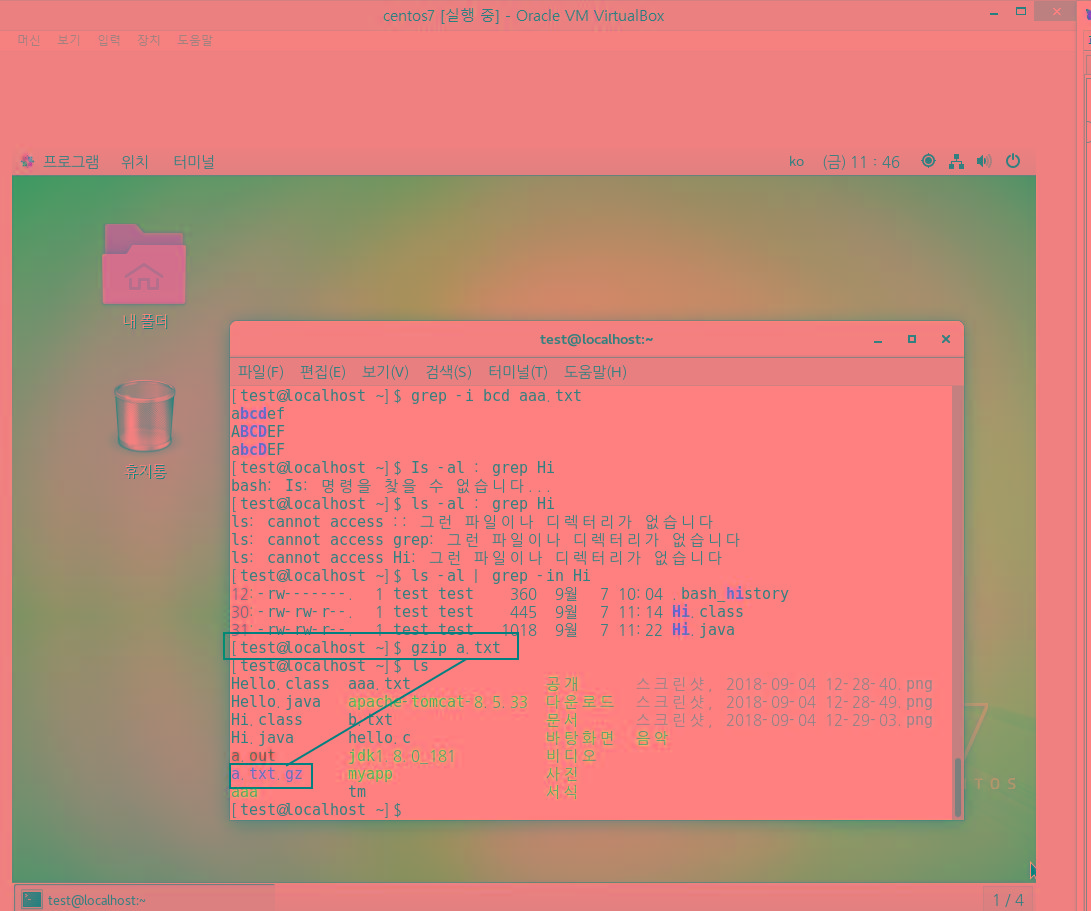 centos7 [실행 중] - Oracle VM VirtualBox
머신 보기 입력 장치 도움말
프로그램 위치 터미널 ko (금) 11 : 46
내 폴더
휴지통
test@localhost:~
파일(F) 편집(E) 보기(V) 검색(S) 터미널(T) 도움말(H)
[test@localhost ~]$ grep -i bcd aaa.txt
abcdef
ABCDEF
abcDEF
[test@localhost ~]$ Is -al : grep Hi
bash: Is: 명령을 찾을 수 없습니다...
[test@localhost ~]$ ls -al : grep Hi
ls: cannot access :: 그런 파일이나 디렉터리가 없습니다
ls: cannot access grep: 그런 파일이나 디렉터리가 없습니다
ls: cannot access Hi: 그런 파일이나 디렉터리가 없습니다
[test@localhost ~]$ ls -al | grep -in Hi
12:-rw-------. 1 test test 360 9월 7 10:04 .bash_history
30:-rw-rw-r--. 1 test test 445 9월 7 11:14 Hi.class
31:-rw-rw-r--. 1 test test 1018 9월 7 11:22 Hi.java
[test@localhost ~]$ gzip a.txt
[test@localhost ~]$ ls
Hello.class aaa.txt 공개 스크린샷, 2018-09-04 12-28-40.png
Hello.java apache-tomcat-8.5.33 다운로드 스크린샷, 2018-09-04 12-28-49.png
Hi.class b.txt 문서 스크린샷, 2018-09-04 12-29-03.png
Hi.java hello.c 바탕화면 음악
a.out jdk1.8.0_181 비디오
a.txt.gz myapp 사진
aaa tm 서식
[test@localhost ~]$
7
TOS
test@localhost:~ 1 / 4